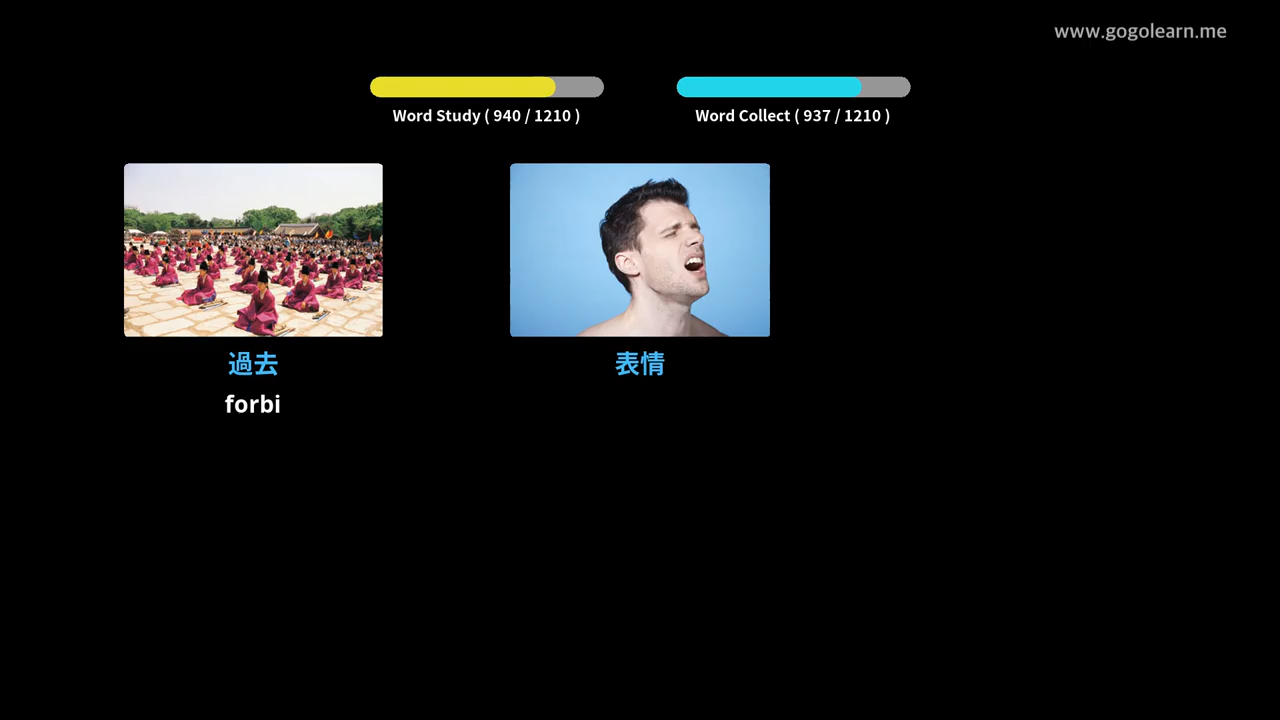 www.gogolearn.me
Word Study ( 940 / 1210 )
Word Collect ( 937 / 1210 )
過去
表情
forbi